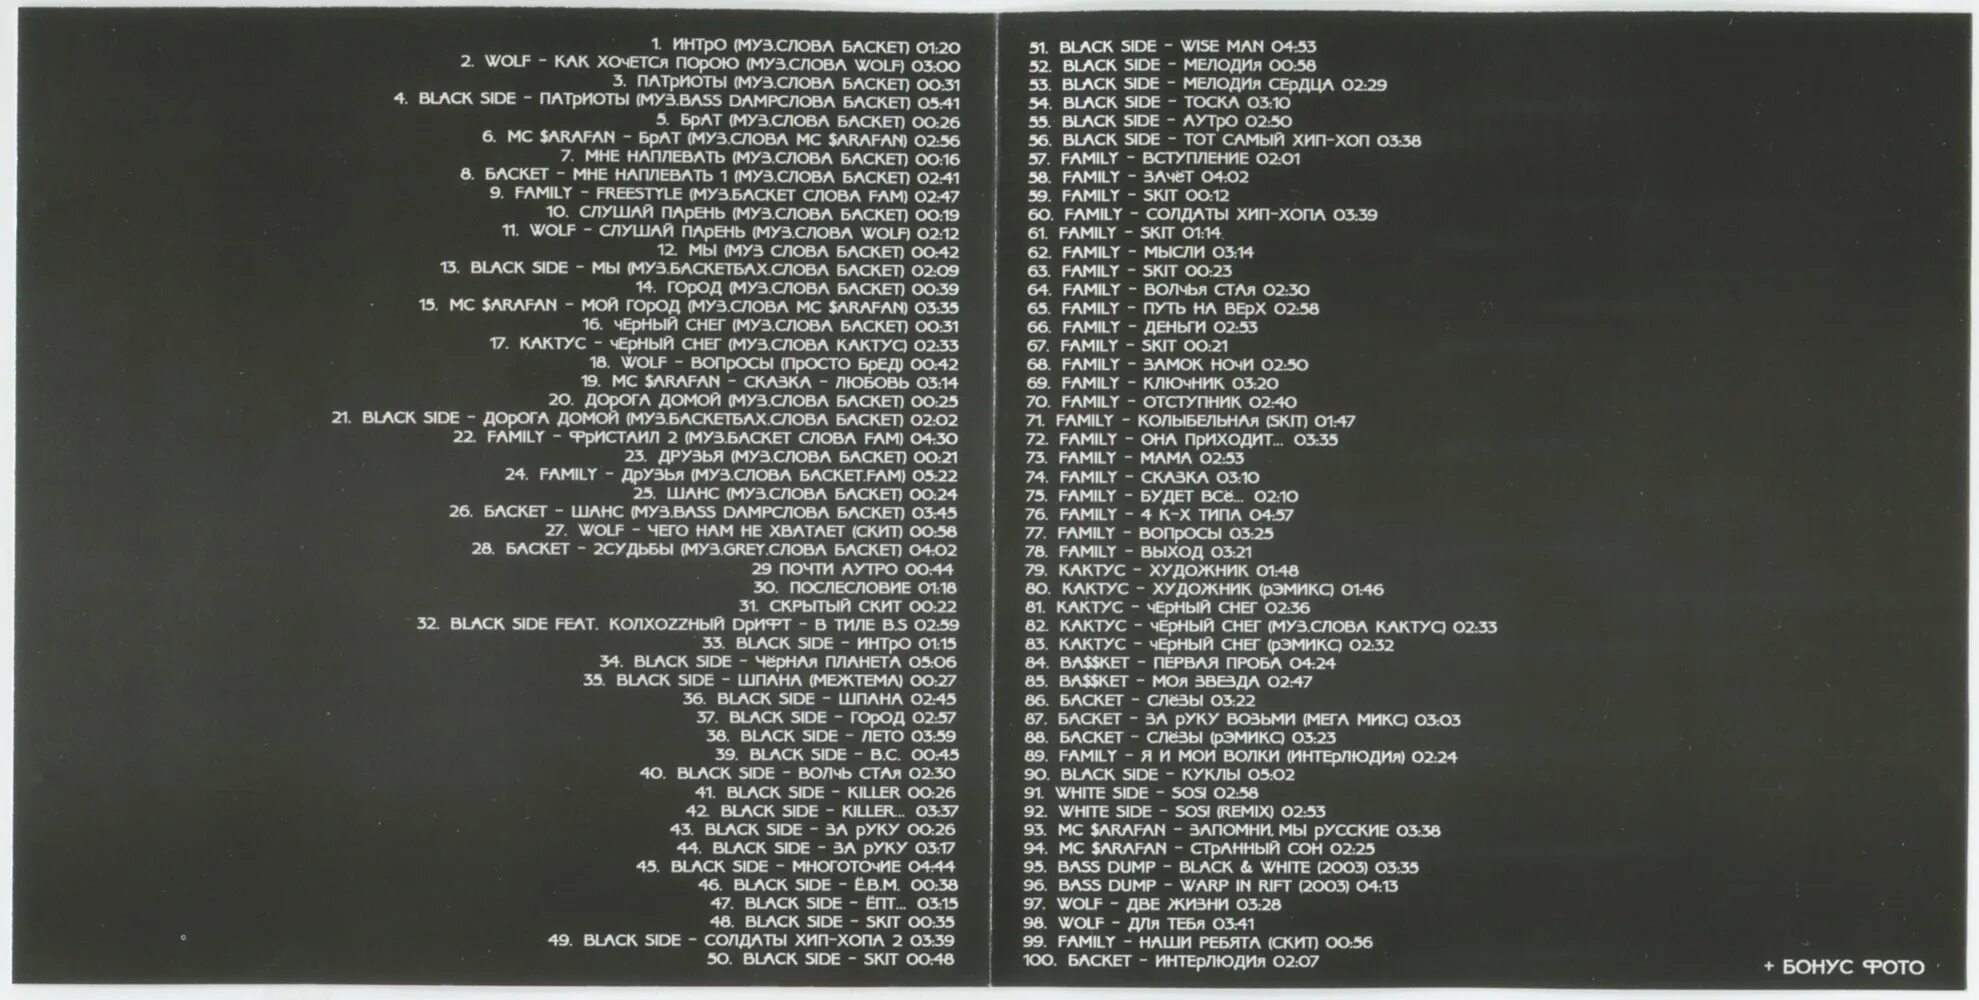 1. ИНТРО (МУЗ.СЛОВА БАСКЕТ) 01:20
2. WOLF - КАК ХОЧЕТСЯ ПОРОЮ (МУЗ.СЛОВА WOLF) 03:00
3. ПАТРИОТЫ (МУЗ.СЛОВА БАСКЕТ) 00:31
4. BLACK SIDE - ПАТРИОТЫ (МУЗ.BASS DAMP.СЛОВА БАСКЕТ) 05:41
5. БРАТ (МУЗ.СЛОВА БАСКЕТ) 00:26
6. MC $ARAFAN - БРАТ (МУЗ.СЛОВА MC $ARAFAN) 02:56
7. МНЕ НАПЛЕВАТЬ (МУЗ.СЛОВА БАСКЕТ) 00:16
8. БАСКЕТ - МНЕ НАПЛЕВАТЬ 1 (МУЗ.СЛОВА БАСКЕТ) 02:41
9. FAMILY - FREESTYLE (МУЗ.БАСКЕТ СЛОВА FAM) 02:47
10. СЛУШАЙ ПАРЕНЬ (МУЗ.СЛОВА БАСКЕТ) 00:19
11. WOLF - СЛУШАЙ ПАРЕНЬ (МУЗ.СЛОВА WOLF) 02:12
12. МЫ (МУЗ СЛОВА БАСКЕТ) 00:42
13. BLACK SIDE - МЫ (МУЗ.БАСКЕТБАХ.СЛОВА БАСКЕТ) 02:09
14. ГОРОД (МУЗ.СЛОВА БАСКЕТ) 00:39
15. MC $ARAFAN - МОЙ ГОРОД (МУЗ.СЛОВА MC $ARAFAN) 03:35
16. ЧЕРНЫЙ СНЕГ (МУЗ.СЛОВА БАСКЕТ) 00:31
17. КАКТУС - ЧЕРНЫЙ СНЕГ (МУЗ.СЛОВА КАКТУС) 02:33
18. WOLF - ВОПРОСЫ (ПРОСТО БРЕД) 00:42
19. MC $ARAFAN - СКАЗКА - ЛЮБОВЬ 03:14
20. ДОРОГА ДОМОЙ (МУЗ.СЛОВА БАСКЕТ) 00:25
21. BLACK SIDE - ДОРОГА ДОМОЙ (МУЗ.БАСКЕТБАХ.СЛОВА БАСКЕТ) 02:02
22. FAMILY - ФРИСТАИЛ 2 (МУЗ.БАСКЕТ СЛОВА FAM) 04:30
23. ДРУЗЬЯ (МУЗ.СЛОВА БАСКЕТ) 00:21
24. FAMILY - ДРУЗЬЯ (МУЗ.СЛОВА БАСКЕТ.FAM) 05:22
25. ШАНС (МУЗ.СЛОВА БАСКЕТ) 00:24
26. БАСКЕТ - ШАНС (МУЗ.BASS DAMP.СЛОВА БАСКЕТ) 03:45
27. WOLF - ЧЕГО НАМ НЕ ХВАТАЕТ (СКИТ) 00:58
28. БАСКЕТ - 2СУДЬБЫ (МУЗ.GREY.СЛОВА БАСКЕТ) 04:02
29 ПОЧТИ АУТРО 00:44
30. ПОСЛЕСЛОВИЕ 01:18
31. СКРЫТЫЙ СКИТ 00:22
32. BLACK SIDE FEAT. КОЛХОZZНЫЙ DРИФТ - В ТИЛЕ B.S 02:59
33. BLACK SIDE - ИНТРО 01:15
34. BLACK SIDE - ЧЁРНАЯ ПЛАНЕТА 05:06
35. BLACK SIDE - ШПАНА (МЕЖТЕМА) 00:27
36. BLACK SIDE - ШПАНА 02:45
37. BLACK SIDE - ГОРОД 02:57
38. BLACK SIDE - ЛЕТО 03:59
39. BLACK SIDE - В.С. 00:45
40. BLACK SIDE - ВОЛЧЬ СТАЯ 02:30
41. BLACK SIDE - KILLER 00:26
42. BLACK SIDE - KILLER... 03:37
43. BLACK SIDE - ЗА РУКУ 00:26
44. BLACK SIDE - ЗА РУКУ 03:17
45. BLACK SIDE - МНОГОТОЧИЕ 04:44
46. BLACK SIDE - Ё.В.М. 00:38
47. BLACK SIDE - ЁПТ... 03:15
48. BLACK SIDE - SKIT 00:35
49. BLACK SIDE - СОЛДАТЫ ХИП-ХОПА 2 03:39
50. BLACK SIDE - SKIT 00:48
51. BLACK SIDE - WISE MAN 04:53
52. BLACK SIDE - МЕЛОДИЯ 00:58
53. BLACK SIDE - МЕЛОДИЯ СЕРДЦА 02:29
54. BLACK SIDE - ТОСКА 03:10
55. BLACK SIDE - АУТРО 02:50
56. BLACK SIDE - ТОТ САМЫЙ ХИП-ХОП 03:38
57. FAMILY - ВСТУПЛЕНИЕ 02:01
58. FAMILY - ЗАЧЁТ 04:02
59. FAMILY - SKIT 00:12
60. FAMILY - СОЛДАТЫ ХИП-ХОПА 03:39
61. FAMILY - SKIT 01:14
62. FAMILY - МЫСЛИ 03:14
63. FAMILY - SKIT 00:23
64. FAMILY - ВОЛЧЬЯ СТАЯ 02:30
65. FAMILY - ПУТЬ НА ВЕРХ 02:58
66. FAMILY - ДЕНЬГИ 02:53
67. FAMILY - SKIT 00:21
68. FAMILY - ЗАМОК НОЧИ 02:50
69. FAMILY - КЛЮЧНИК 03:20
70. FAMILY - ОТСТУПНИК 02:40
71. FAMILY - КОЛЫБЕЛЬНАЯ (SKIT) 01:47
72. FAMILY - ОНА ПРИХОДИТ... 03:35
73. FAMILY - МАМА 02:53
74. FAMILY - СКАЗКА 03:10
75. FAMILY - БУДЕТ ВСЁ... 02:10
76. FAMILY - 4 К-Х ТИПА 04:57
77. FAMILY - ВОПРОСЫ 03:25
78. FAMILY - ВЫХОД 03:21
79. КАКТУС - ХУДОЖНИК 01:48
80. КАКТУС - ХУДОЖНИК (РЭМИКС) 01:46
81. КАКТУС - ЧЕРНЫЙ СНЕГ 02:36
82. КАКТУС - ЧЁРНЫЙ СНЕГ (МУЗ.СЛОВА КАКТУС) 02:33
83. КАКТУС - ЧЁРНЫЙ СНЕГ (РЭМИКС) 02:32
84. BA$$KET - ПЕРВАЯ ПРОБА 04:24
85. BA$$KET - МОЯ ЗВЕЗДА 02:47
86. БАСКЕТ - СЛЁЗЫ 03:22
87. БАСКЕТ - ЗА РУКУ ВОЗЬМИ (МЕГА МИКС) 03:03
88. БАСКЕТ - СЛЁЗЫ (РЭМИКС) 03:23
89. FAMILY - Я И МОИ ВОЛКИ (ИНТЕРЛЮДИЯ) 02:24
90. BLACK SIDE - КУКЛЫ 05:02
91. WHITE SIDE - SOSI 02:58
92. WHITE SIDE - SOSI (REMIX) 02:53
93. MC $ARAFAN - ЗАПОМНИ, МЫ РУССКИЕ 03:38
94. MC $ARAFAN - СТРАННЫЙ СОН 02:25
95. BASS DUMP - BLACK & WHITE (2003) 03:35
96. BASS DUMP - WARP IN RIFT (2003) 04:13
97. WOLF - ДВЕ ЖИЗНИ 03:28
98. WOLF - ДЛЯ ТЕБЯ 03:41
99. FAMILY - НАШИ РЕБЯТА (СКИТ) 00:56
100. БАСКЕТ - ИНТЕРЛЮДИЯ 02:07
+ БОНУС ФОТО